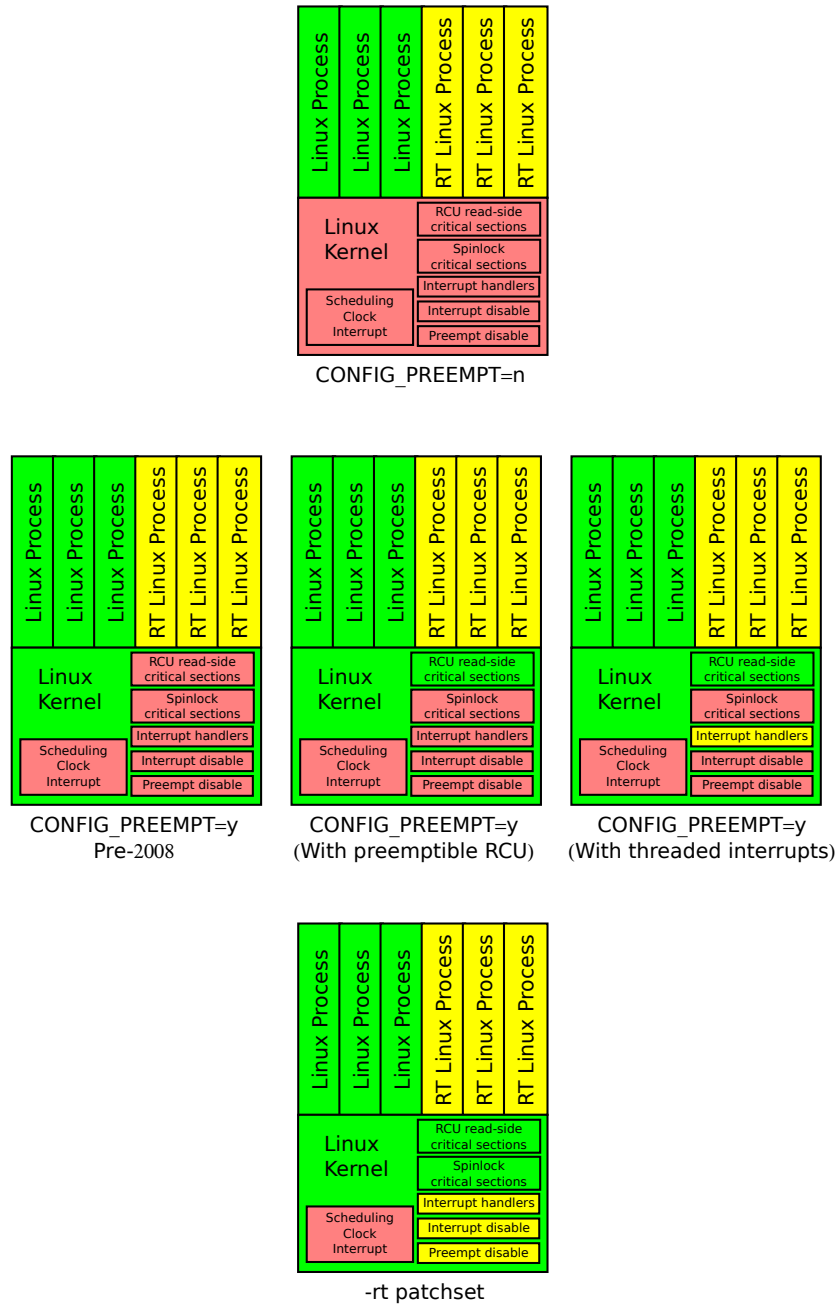 Linux Process
Linux Process
Linux Process
RT Linux Process
RT Linux Process
RT Linux Process
Linux
Kernel
RCU read-side
critical sections
Spinlock
critical sections
Interrupt handlers
Scheduling
Clock
Interrupt
Interrupt disable
Preempt disable
CONFIG_PREEMPT=n
Linux Process
Linux Process
Linux Process
RT Linux Process
RT Linux Process
RT Linux Process
Linux
Kernel
RCU read-side
critical sections
Spinlock
critical sections
Interrupt handlers
Scheduling
Clock
Interrupt
Interrupt disable
Preempt disable
CONFIG_PREEMPT=y
Pre-2008
Linux Process
Linux Process
Linux Process
RT Linux Process
RT Linux Process
RT Linux Process
Linux
Kernel
RCU read-side
critical sections
Spinlock
critical sections
Interrupt handlers
Scheduling
Clock
Interrupt
Interrupt disable
Preempt disable
CONFIG_PREEMPT=y
(With preemptible RCU)
Linux Process
Linux Process
Linux Process
RT Linux Process
RT Linux Process
RT Linux Process
Linux
Kernel
RCU read-side
critical sections
Spinlock
critical sections
Interrupt handlers
Scheduling
Clock
Interrupt
Interrupt disable
Preempt disable
CONFIG_PREEMPT=y
(With threaded interrupts)
Linux Process
Linux Process
Linux Process
RT Linux Process
RT Linux Process
RT Linux Process
Linux
Kernel
RCU read-side
critical sections
Spinlock
critical sections
Interrupt handlers
Scheduling
Clock
Interrupt
Interrupt disable
Preempt disable
-rt patchset